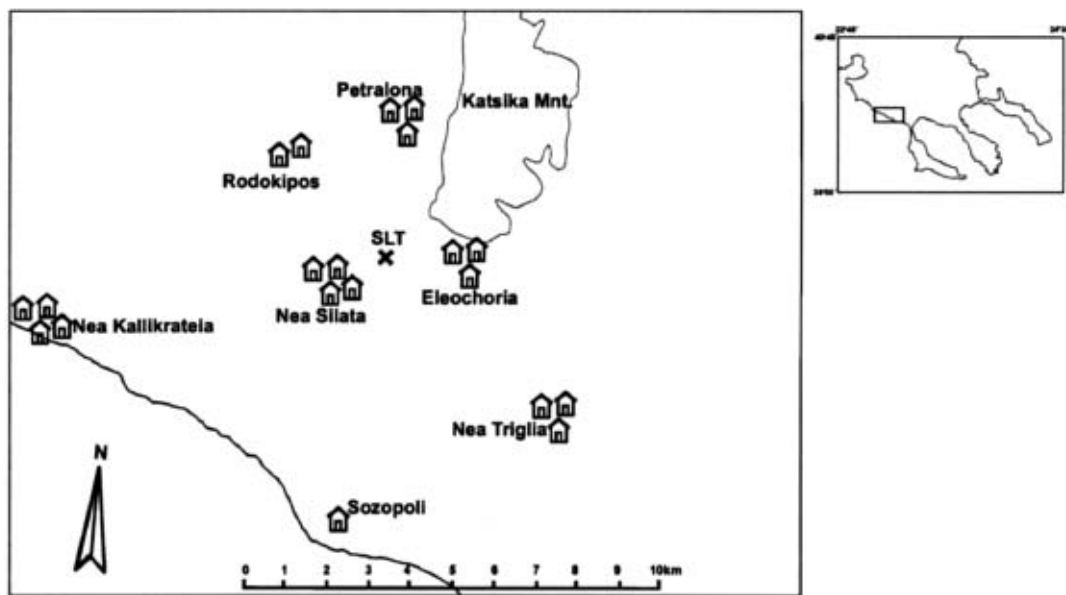 Petralona
Katsika Mnt.
Rodokipos
SLT
Eleochoria
Nea Silata
Nea Kallikrateia
Nea Triglia
N
Sozopoli
0 1 2 3 4 5 6 7 8 9 10km